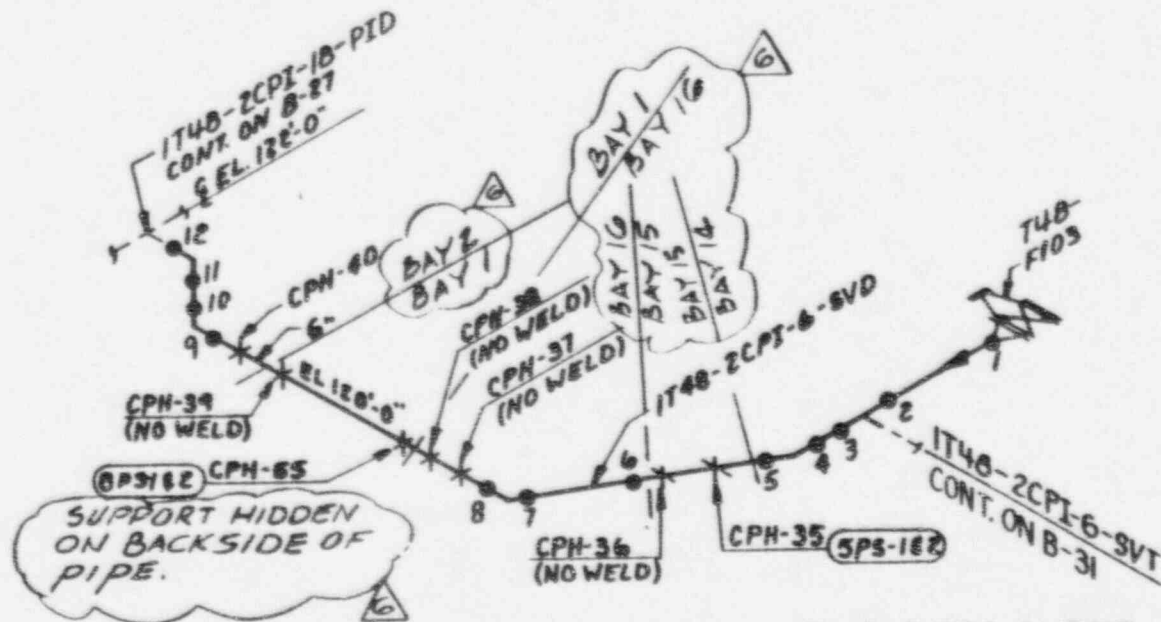 1T48-2CPI-18-PID
CONT. ON B-27
℄ EL. 122'-0"
12
11
10
9
CPH-40
6"
BAY 2
BAY 1
6
BAY 1
BAY 16
6
BAY 16
BAY 15
BAY 15
BAY 14
T48-
F103
1
2
3
4
5
1T48-2CPI-6-SVD
CPH-38
(NO WELD)
CPH-37
(NO WELD)
EL 120'-0"
CPH-39
(NO WELD)
CPH-65
SUPPORT HIDDEN
ON BACKSIDE OF
PIPE.
6
8
7
6
CPH-36
(NO WELD)
CPH-35
5PS-182
1T48-2CPI-6-SVT
CONT. ON B-31